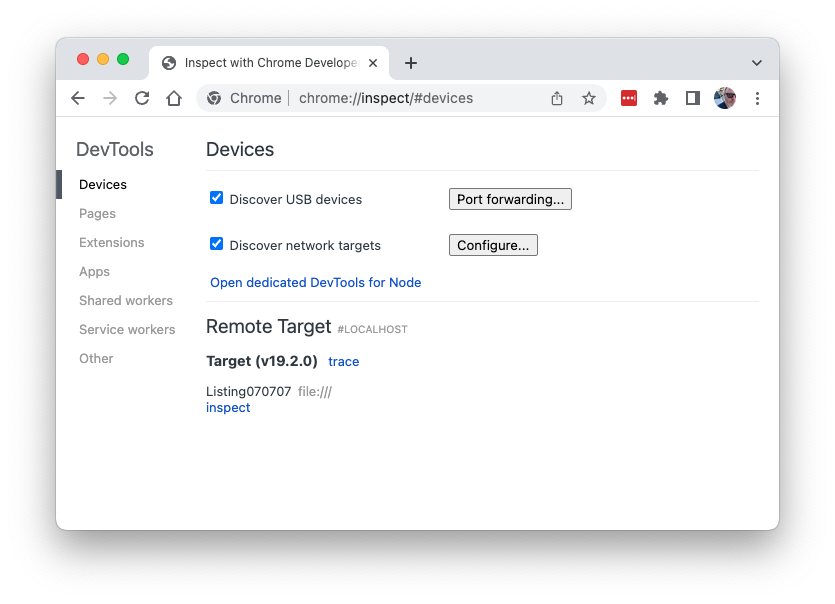 Inspect with Chrome Develope
Chrome | chrome://inspect/#devices
DevTools
Devices
Pages
Extensions
Apps
Shared workers
Service workers
Other
Devices
Discover USB devices Port forwarding...
Discover network targets Configure...
Open dedicated DevTools for Node
Remote Target #LOCALHOST
Target (v19.2.0) trace
Listing070707 file:///
inspect